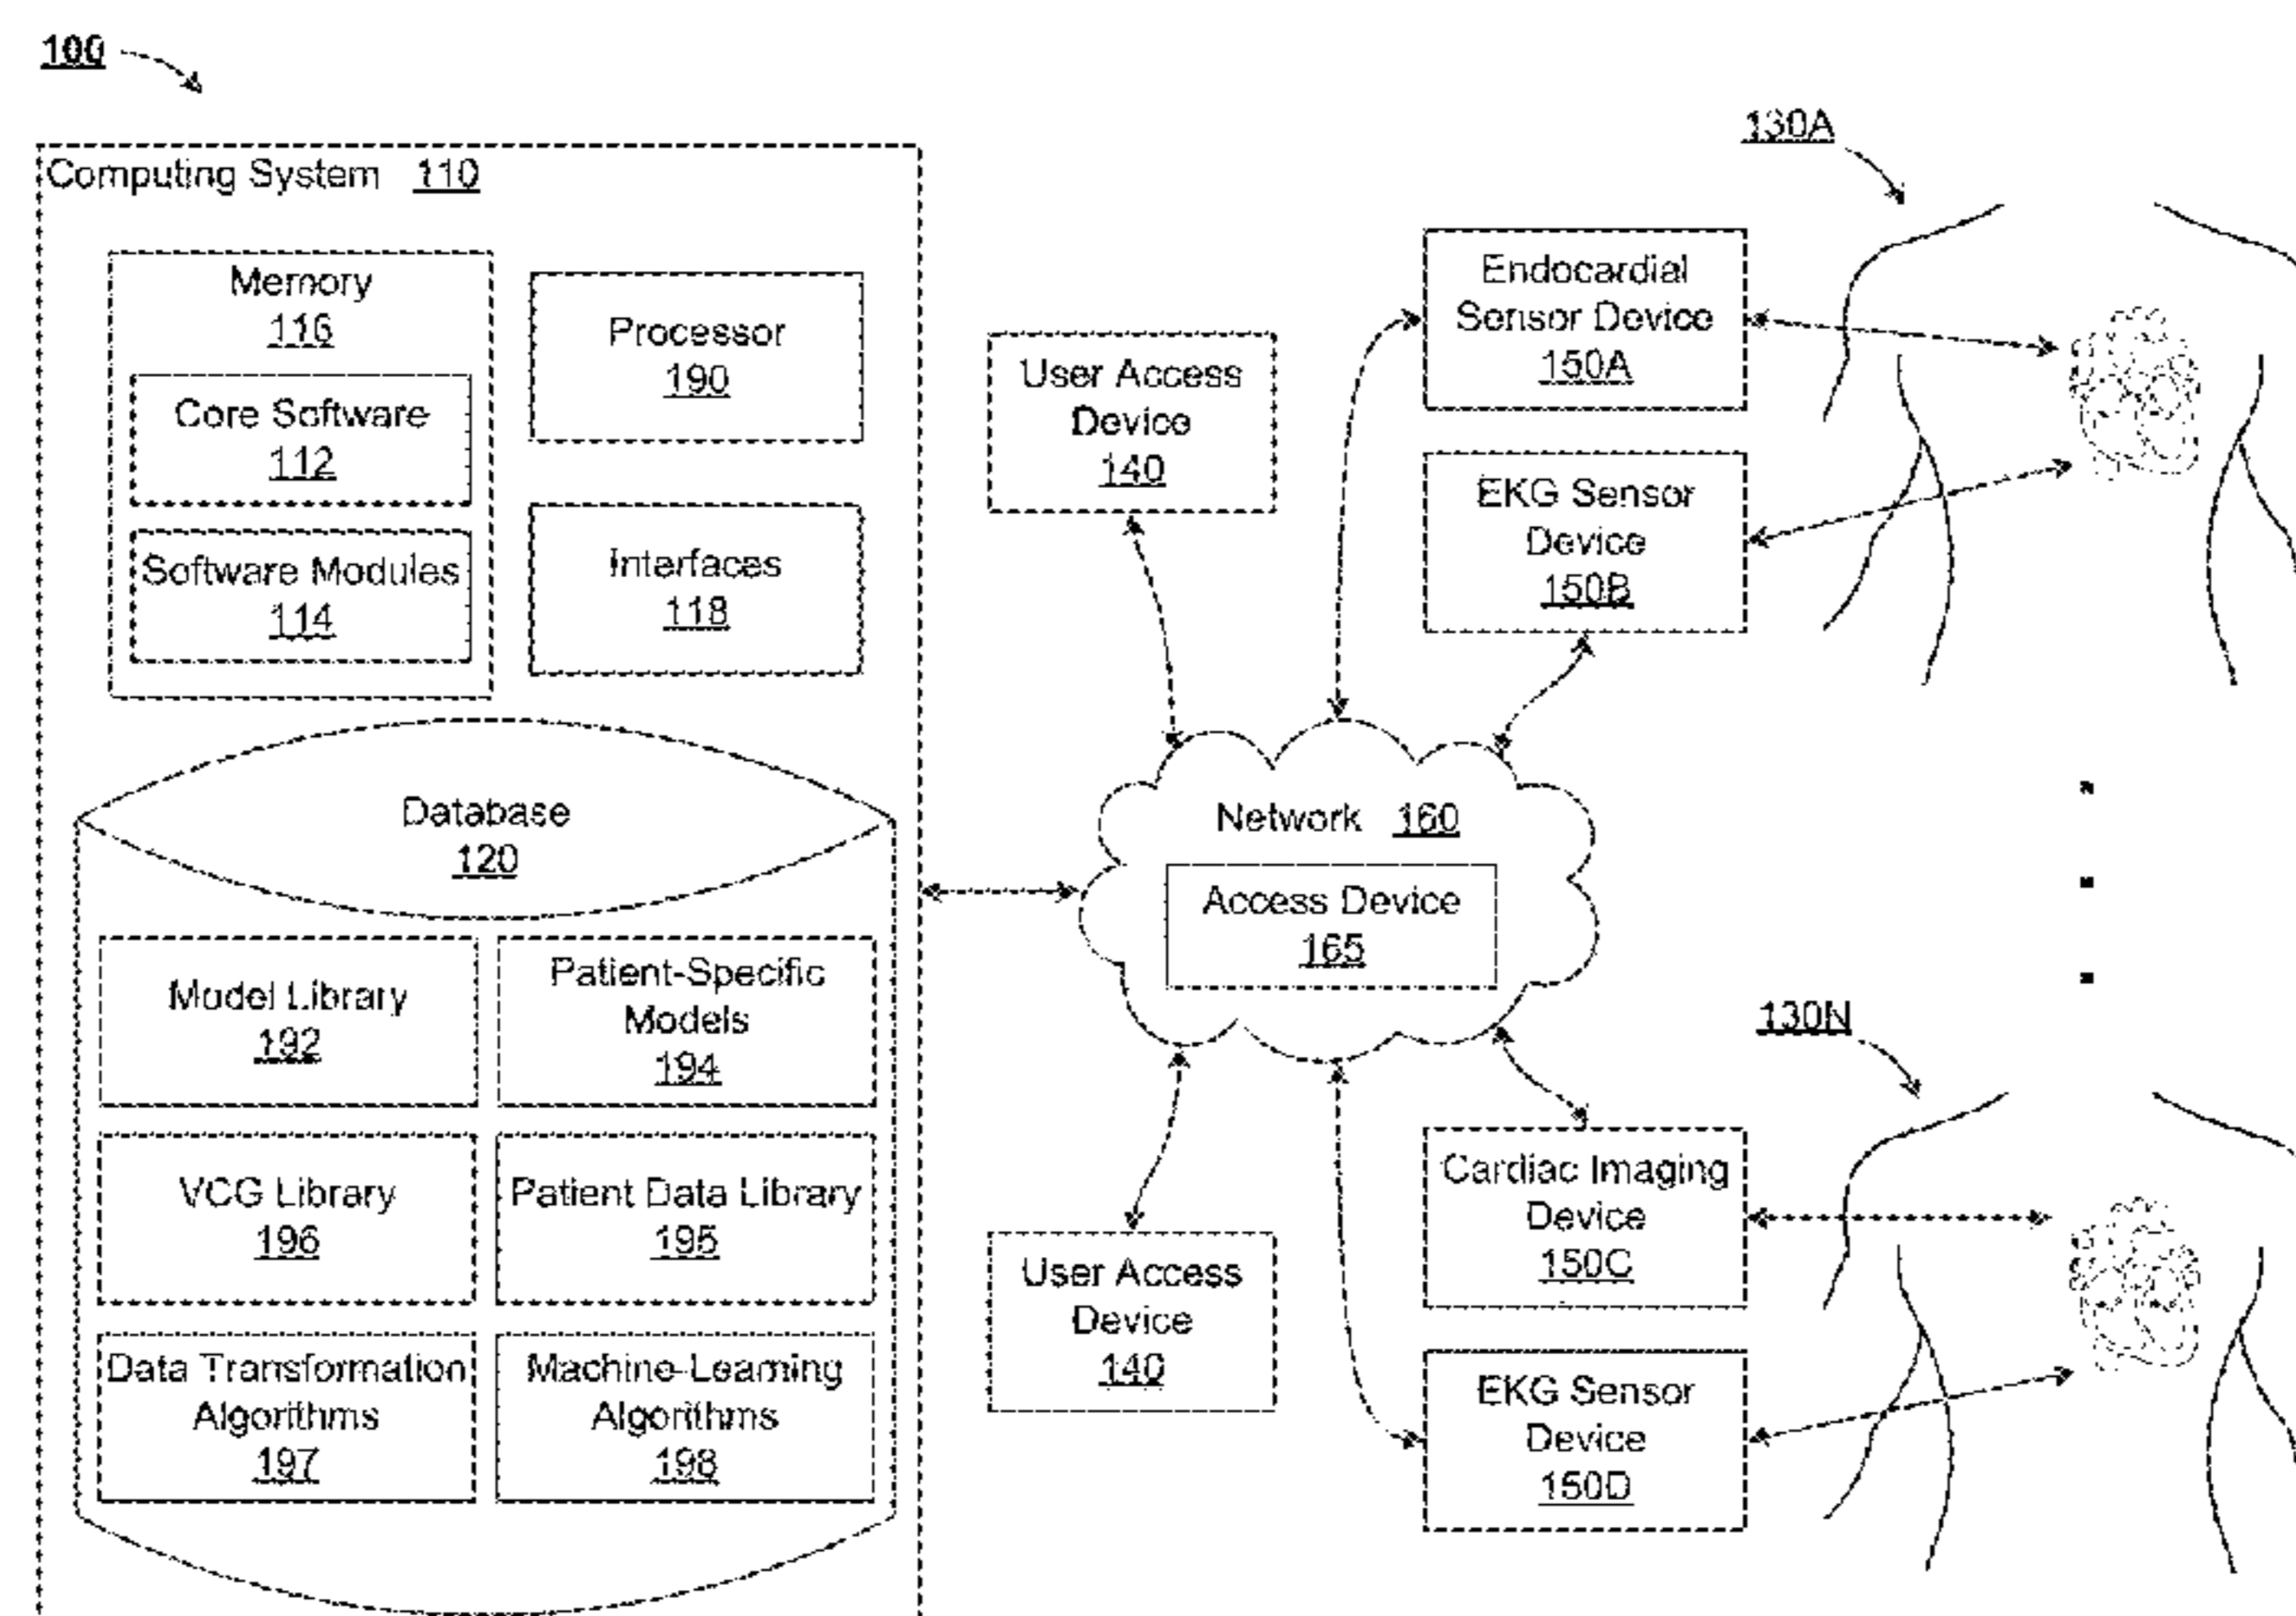 100
Computing System 110
Memory
116
Core Software
112
Software Modules
114
Processor
190
Interfaces
118
Database
120
Model Library
192
Patient-Specific
Models
194
VCG Library
196
Patient Data Library
195
Data Transformation
Algorithms
197
Machine-Learning
Algorithms
198
User Access
Device
140
Network 160
Access Device
165
User Access
Device
140
130A
Endocardial
Sensor Device
150A
EKG Sensor
Device
150B
130N
Cardiac Imaging
Device
150C
EKG Sensor
Device
150D